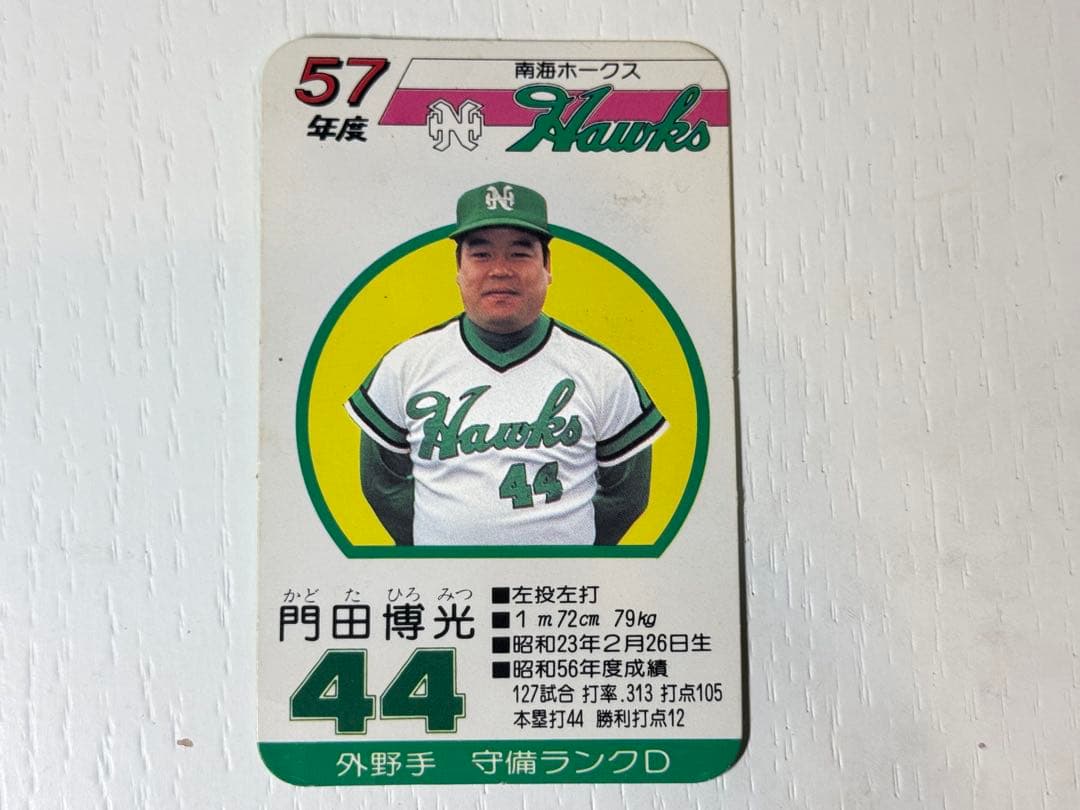 57
年度
南海ホークス
N
Hawks
N
Hawks
44
かどたひろみつ
門田博光
44
■左投左打
■1m72cm 79kg
■昭和23年2月26日生
■昭和56年度成績
127試合 打率.313 打点105
本塁打44 勝利打点12
外野手 守備ランクD